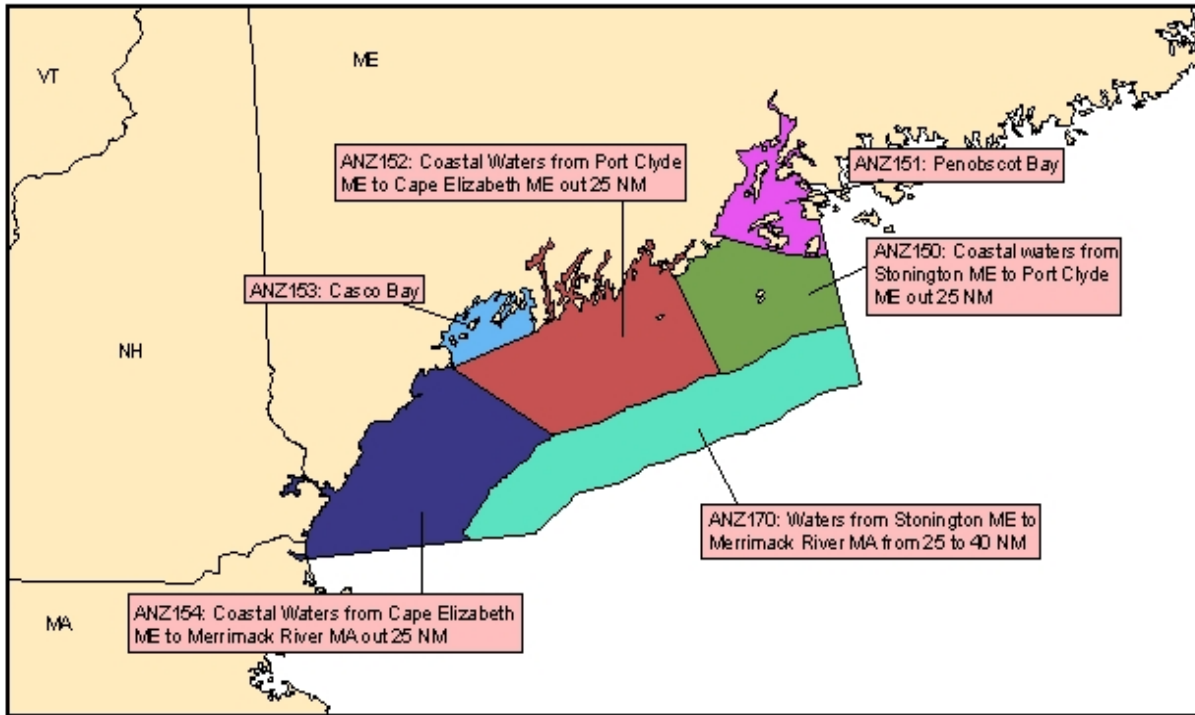 VT
ME
ANZ152: Coastal Waters from Port Clyde
ME to Cape Elizabeth ME out 25 NM
ANZ151: Penobscot Bay
ANZ150: Coastal waters from
Stonington ME to Port Clyde
ME out 25 NM
ANZ153: Casco Bay
NH
ANZ170: Waters from Stonington ME to
Merrimack River MA from 25 to 40 NM
ANZ154: Coastal Waters from Cape Elizabeth
ME to Merrimack River MA out 25 NM
MA